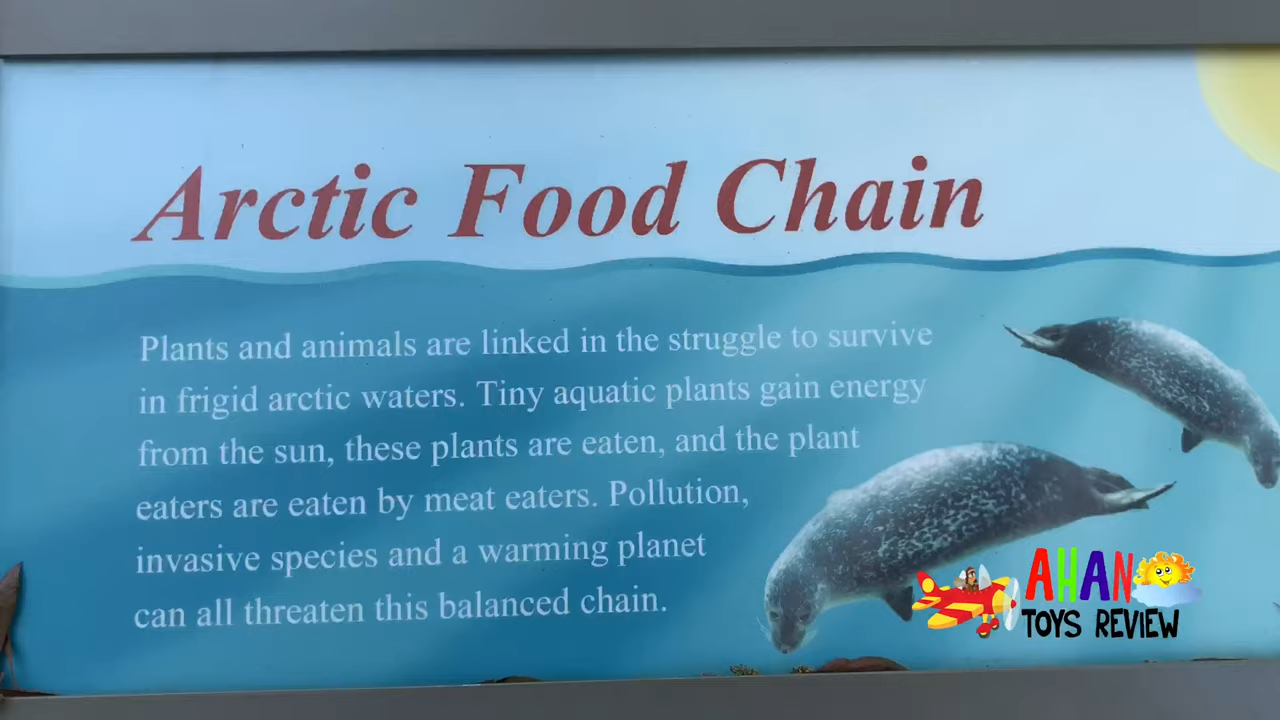 Arctic Food Chain
Plants and animals are linked in the struggle to survive
in frigid arctic waters. Tiny aquatic plants gain energy
from the sun, these plants are eaten, and the plant
eaters are eaten by meat eaters. Pollution,
invasive species and a warming planet
can all threaten this balanced chain.
AHAN
TOYS REVIEW